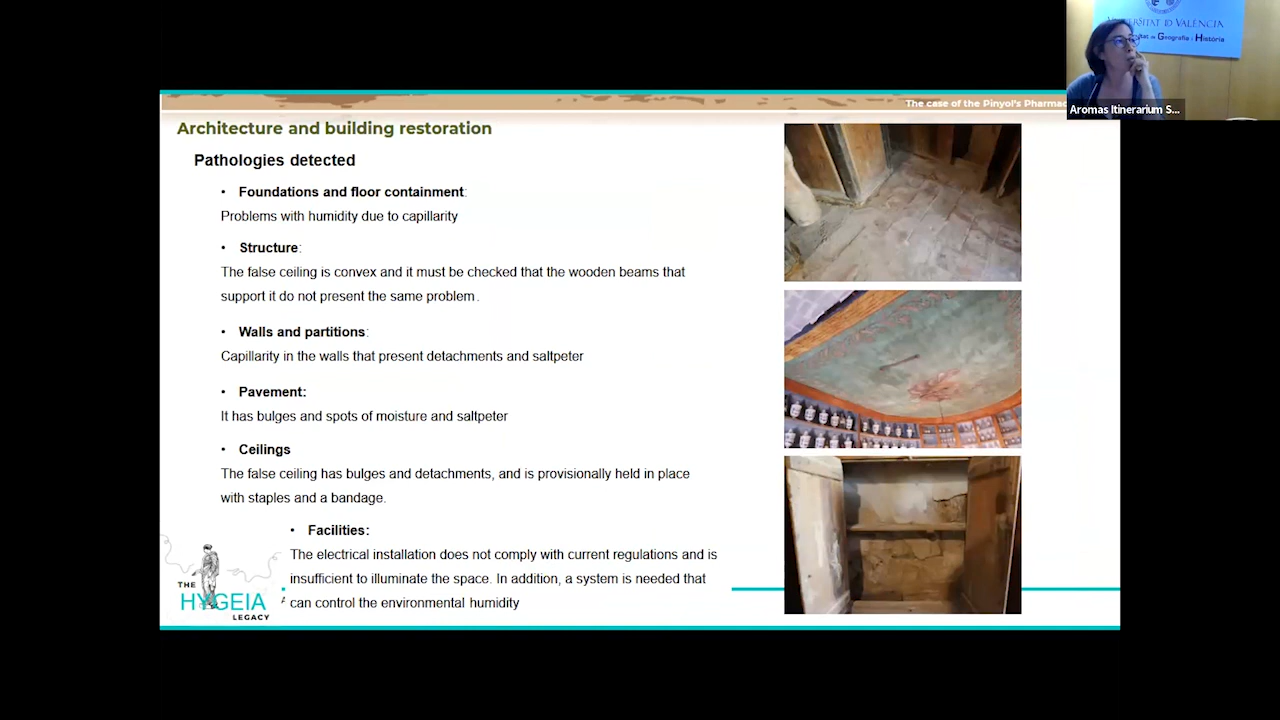 UNIVERSITAT DE VALÈNCIA
Facultat de Geografia i Història
Aromas Itinerarium S...
The case of the Pinyol's Pharmac
Architecture and building restoration
Pathologies detected
• Foundations and floor containment:
Problems with humidity due to capillarity
• Structure:
The false ceiling is convex and it must be checked that the wooden beams that
support it do not present the same problem.
• Walls and partitions:
Capillarity in the walls that present detachments and saltpeter
• Pavement:
It has bulges and spots of moisture and saltpeter
• Ceilings
The false ceiling has bulges and detachments, and is provisionally held in place
with staples and a bandage.
• Facilities:
The electrical installation does not comply with current regulations and is
insufficient to illuminate the space. In addition, a system is needed that
can control the environmental humidity
THE
HYGEIA
LEGACY